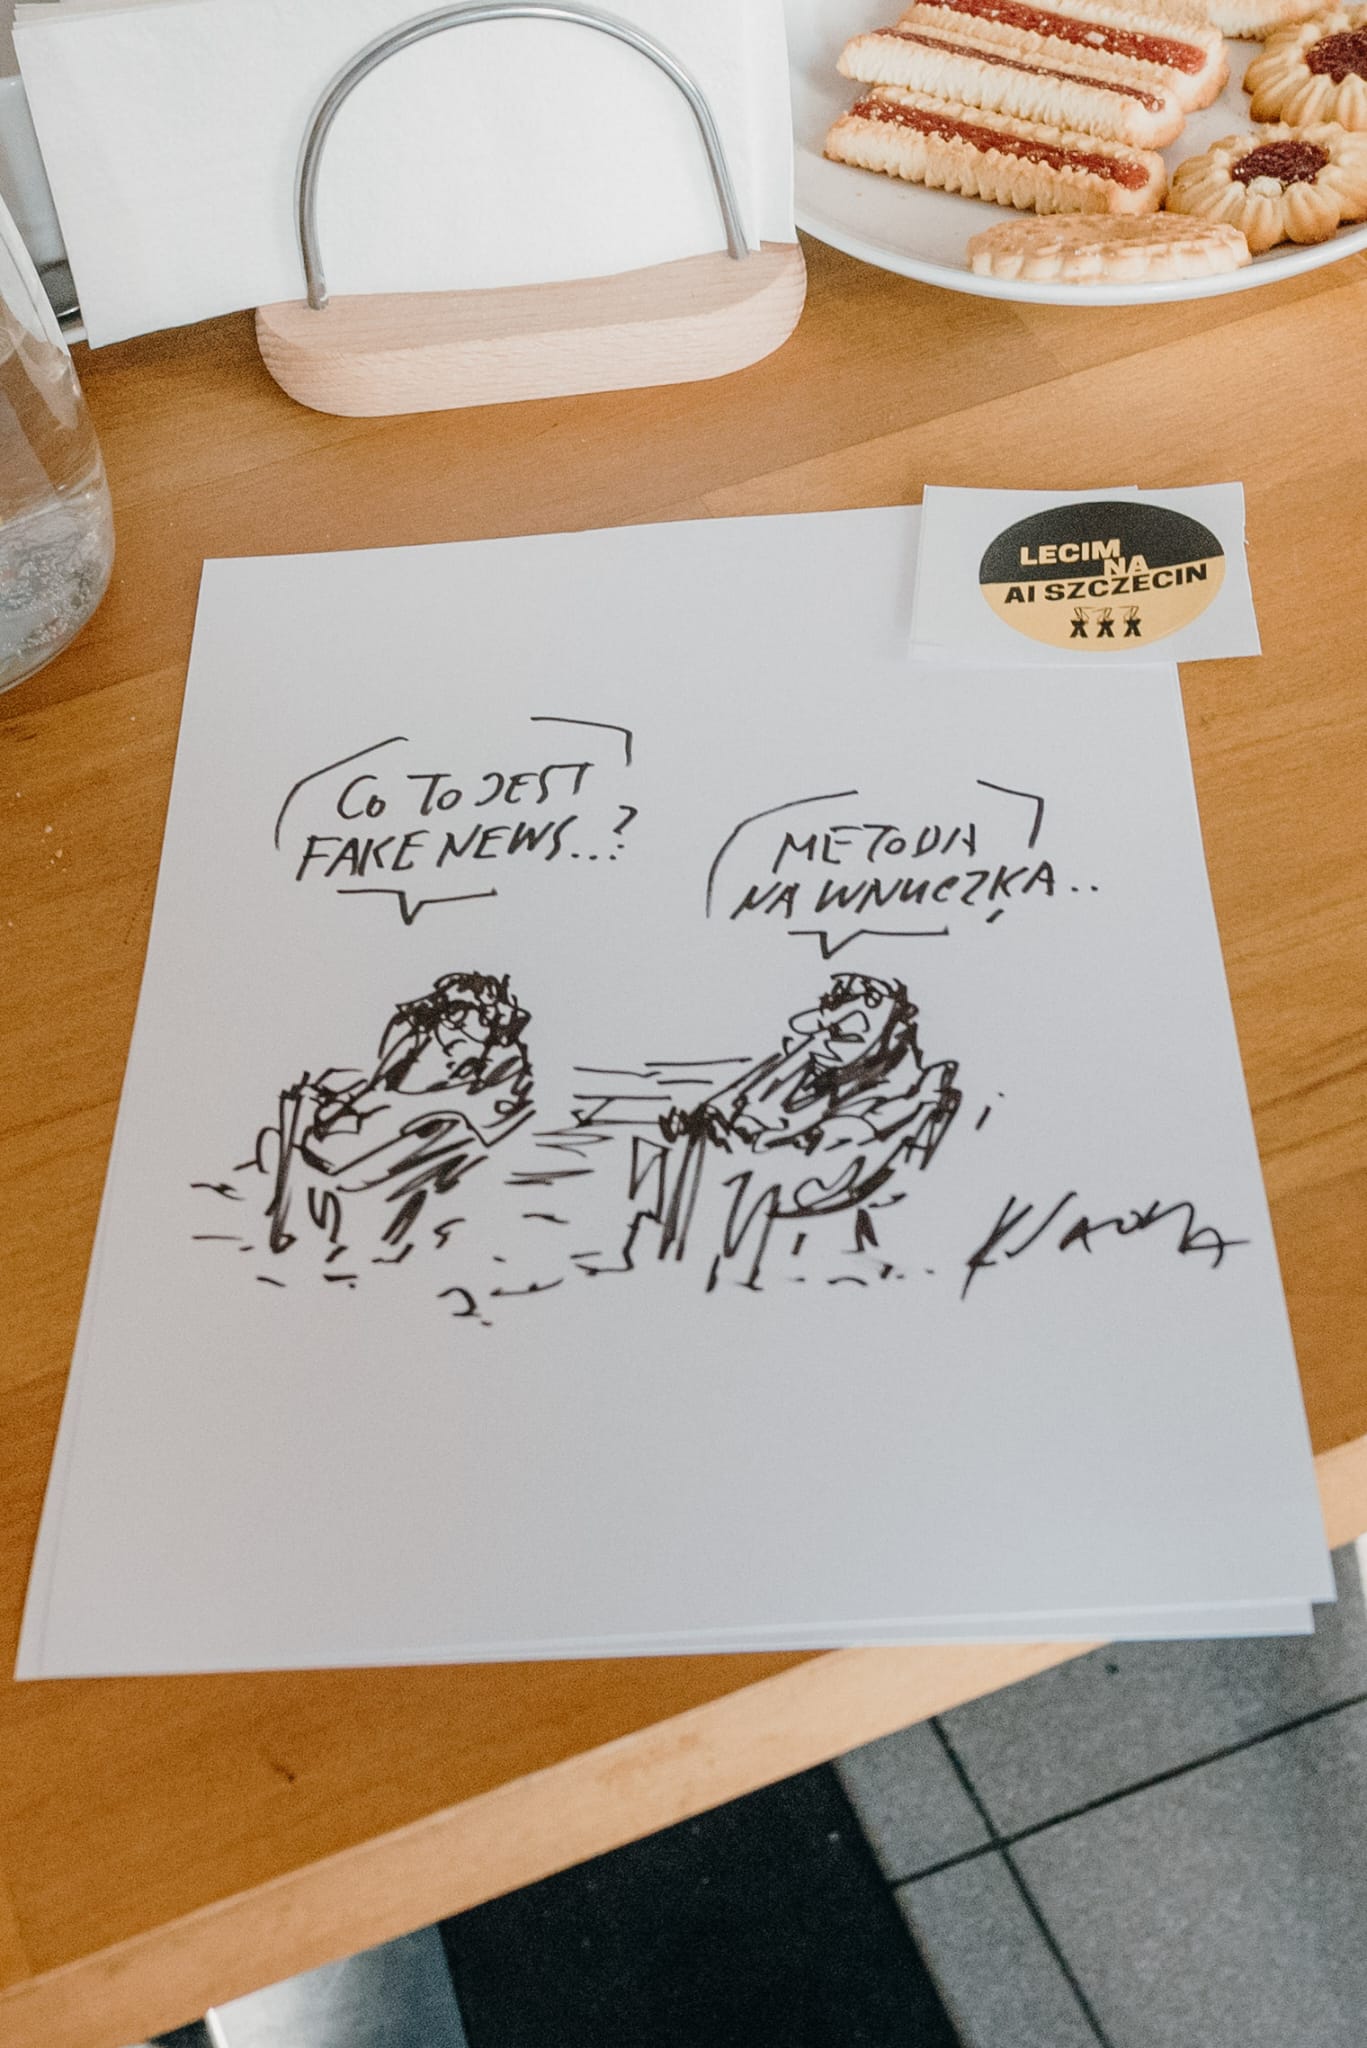 LECIM
NA
AI SZCZECIN
CO TO JEST
FAKE NEWS...?
METODA
NA WNUCZKA..